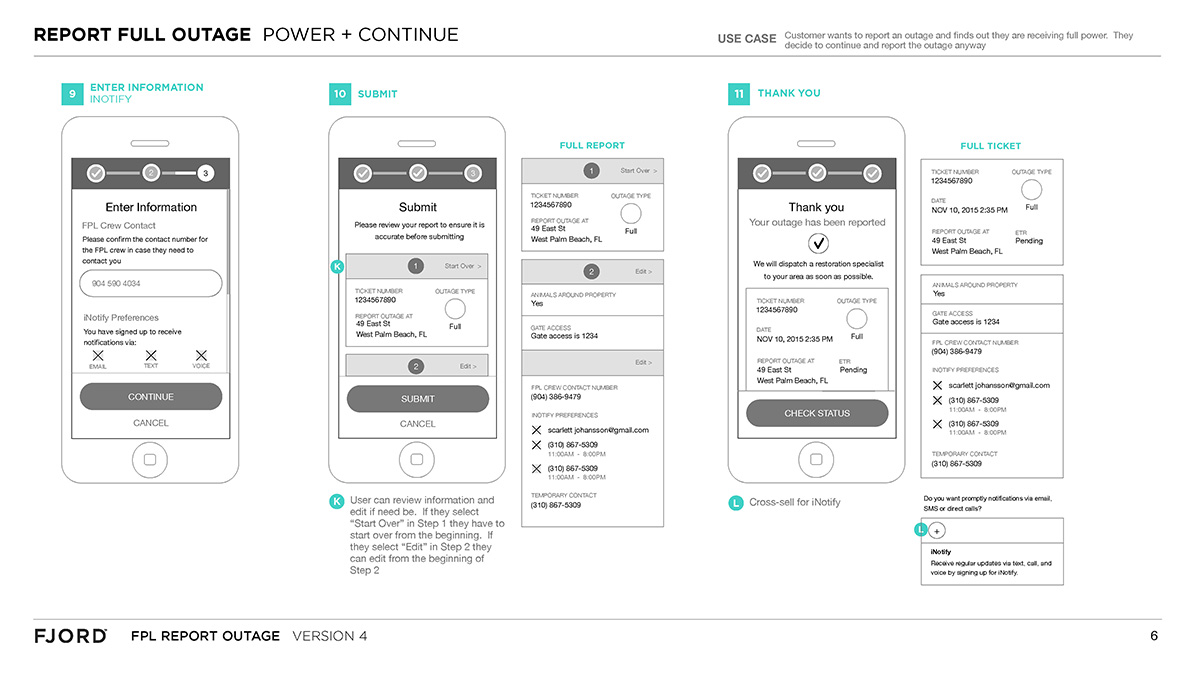 REPORT FULL OUTAGE POWER + CONTINUE
USE CASE Customer wants to report an outage and finds out they are receiving full power. They
decide to continue and report the outage anyway
9 ENTER INFORMATION
INOTIFY
2
3
Enter Information
FPL Crew Contact
Please confirm the contact number for
the FPL crew in case they need to
contact you
904 590 4034
iNotify Preferences
You have signed up to receive
notifications via:
EMAIL TEXT VOICE
CONTINUE
CANCEL
10 SUBMIT
3
Submit
Please review your report to ensure it is
accurate before submitting
K
1 Start Over >
TICKET NUMBER OUTAGE TYPE
1234567890
REPORT OUTAGE AT
49 East St Full
West Palm Beach, FL
2 Edit >
SUBMIT
CANCEL
K User can review information and
edit if need be. If they select
“Start Over” in Step 1 they have to
start over from the beginning. If
they select “Edit” in Step 2 they
can edit from the beginning of
Step 2
FULL REPORT
1 Start Over >
TICKET NUMBER OUTAGE TYPE
1234567890
REPORT OUTAGE AT
49 East St Full
West Palm Beach, FL
2 Edit >
ANIMALS AROUND PROPERTY
Yes
GATE ACCESS
Gate access is 1234
Edit >
FPL CREW CONTACT NUMBER
(904) 386-9479
INOTIFY PREFERENCES
scarlett johansson@gmail.com
(310) 867-5309
11:00AM - 8:00PM
(310) 867-5309
11:00AM - 8:00PM
TEMPORARY CONTACT
(310) 867-5309
11 THANK YOU
Thank you
Your outage has been reported
We will dispatch a restoration specialist
to your area as soon as possible.
TICKET NUMBER OUTAGE TYPE
1234567890
DATE
NOV 10, 2015 2:35 PM Full
REPORT OUTAGE AT ETR
49 East St Pending
West Palm Beach, FL
CHECK STATUS
L Cross-sell for iNotify
FULL TICKET
TICKET NUMBER OUTAGE TYPE
1234567890
DATE
NOV 10, 2015 2:35 PM Full
REPORT OUTAGE AT ETR
49 East St Pending
West Palm Beach, FL
ANIMALS AROUND PROPERTY
Yes
GATE ACCESS
Gate access is 1234
FPL CREW CONTACT NUMBER
(904) 386-9479
INOTIFY PREFERENCES
scarlett johansson@gmail.com
(310) 867-5309
11:00AM - 8:00PM
(310) 867-5309
11:00AM - 8:00PM
TEMPORARY CONTACT
(310) 867-5309
Do you want promptly notifications via email,
SMS or direct calls?
L +
iNotify
Receive regular updates via text, call, and
voice by signing up for iNotify.
FJORD FPL REPORT OUTAGE VERSION 4
6